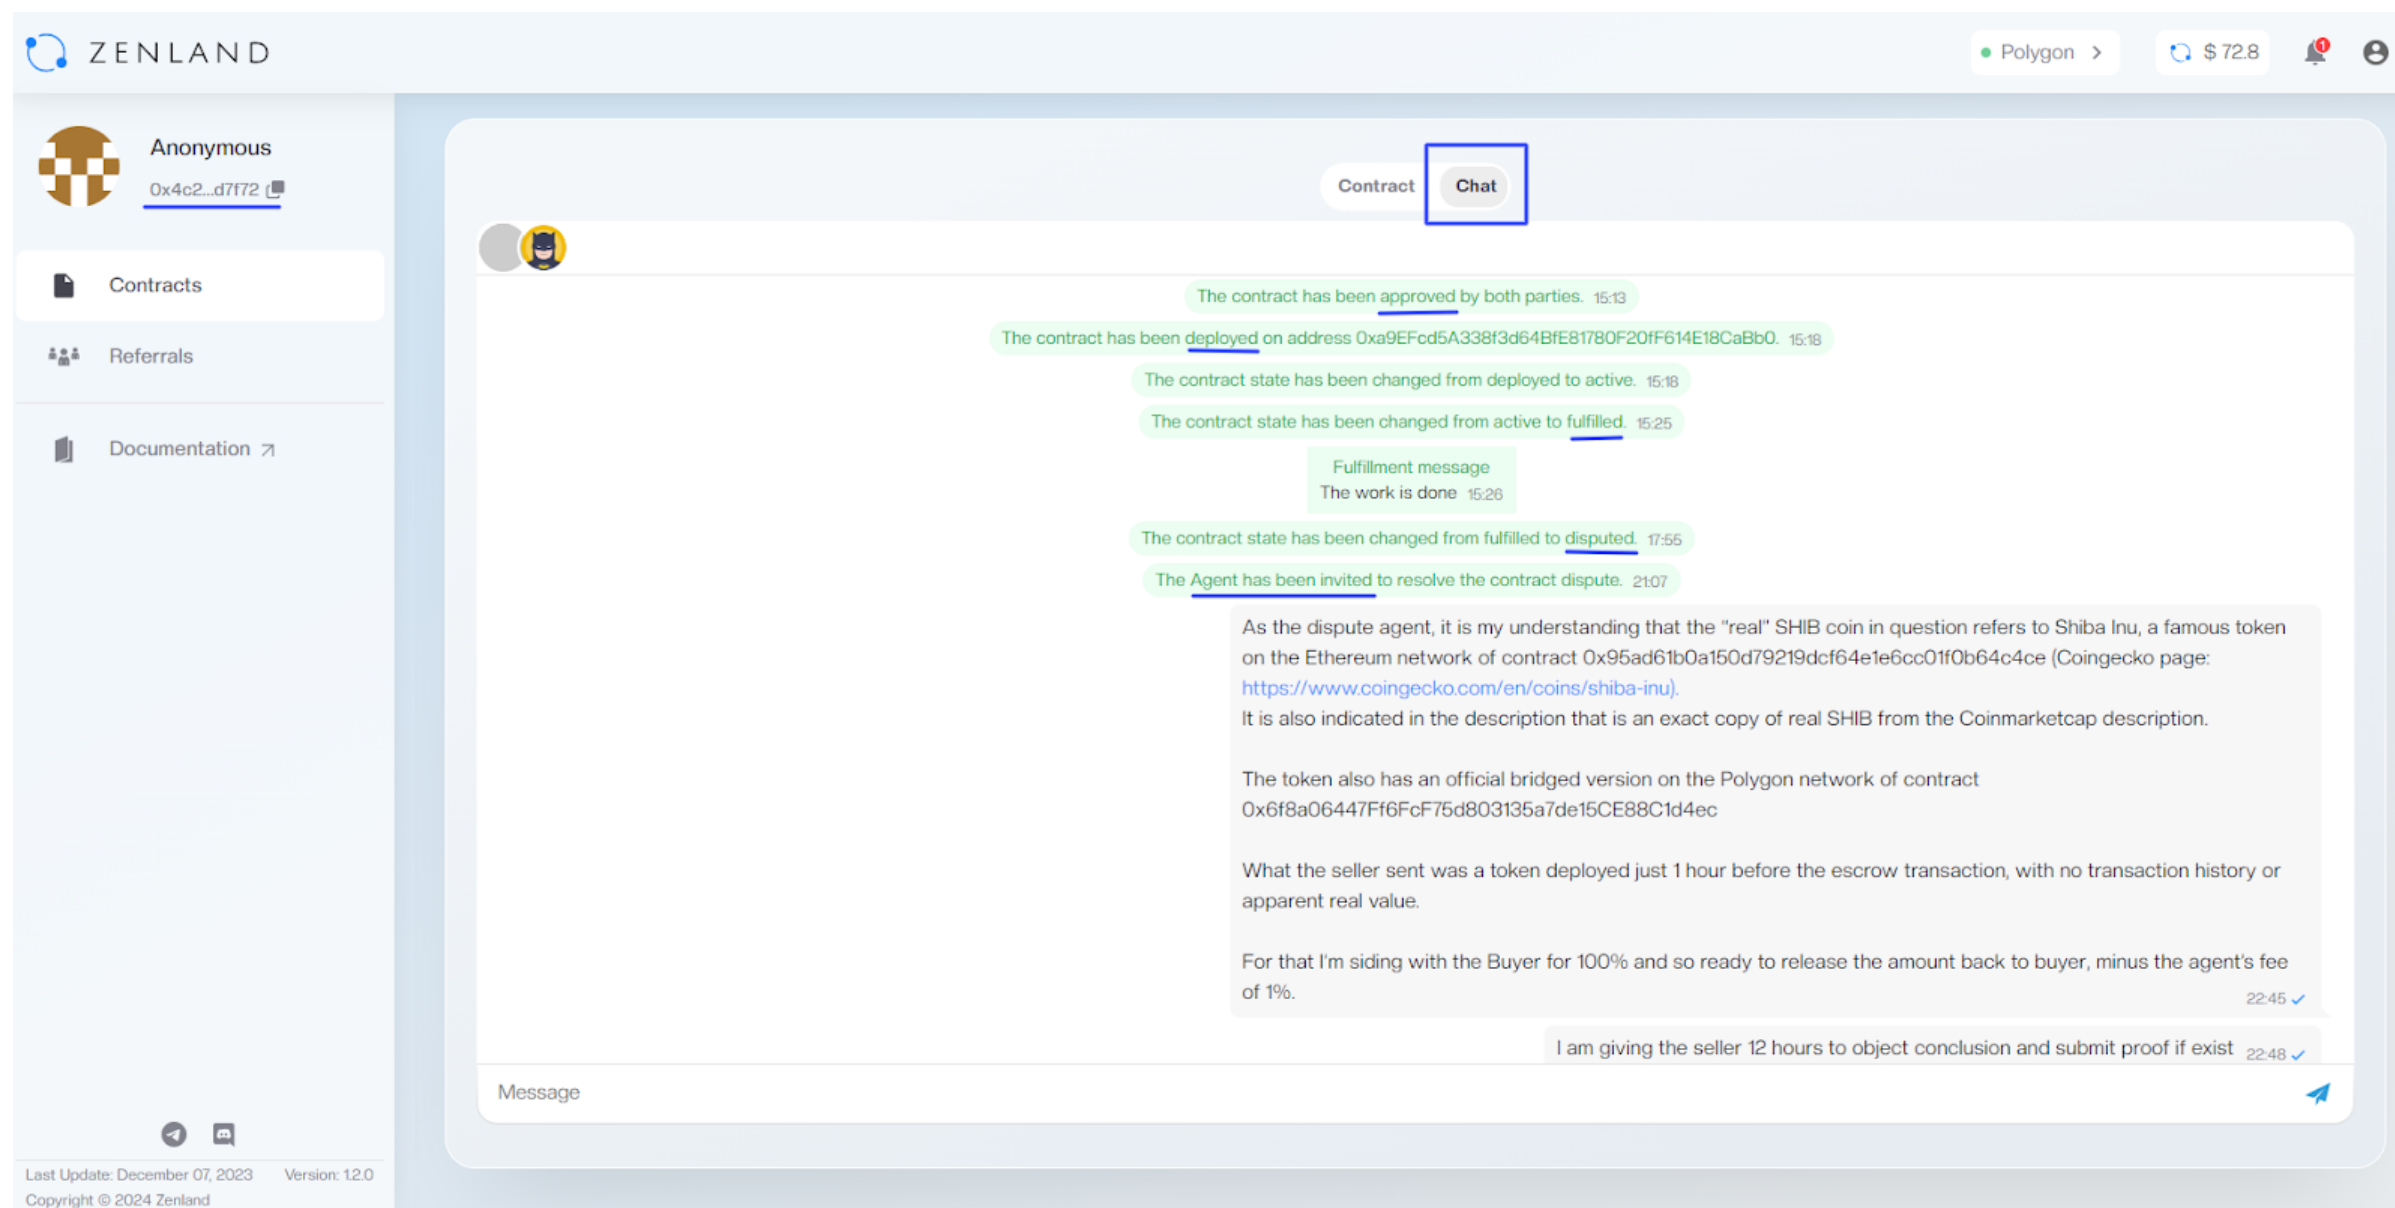 ZENLAND
Polygon
$ 72.8
1
Anonymous
0x4c2...d7f72
Contracts
Referrals
Documentation
Contract
Chat
The contract has been approved by both parties. 15:13
The contract has been deployed on address 0xa9EFcd5A338f3d64BfE81780F20fF614E18CaBb0. 15:18
The contract state has been changed from deployed to active. 15:18
The contract state has been changed from active to fulfilled. 15:25
Fulfillment message
The work is done 15:26
The contract state has been changed from fulfilled to disputed. 17:55
The Agent has been invited to resolve the contract dispute. 21:07
As the dispute agent, it is my understanding that the "real" SHIB coin in question refers to Shiba Inu, a famous token
on the Ethereum network of contract 0x95ad61b0a150d79219dcf64e1e6cc01f0b64c4ce (Coingecko page:
https://www.coingecko.com/en/coins/shiba-inu).
It is also indicated in the description that is an exact copy of real SHIB from the Coinmarketcap description.
The token also has an official bridged version on the Polygon network of contract
0x6f8a06447Ff6FcF75d803135a7de15CE88C1d4ec
What the seller sent was a token deployed just 1 hour before the escrow transaction, with no transaction history or
apparent real value.
For that I'm siding with the Buyer for 100% and so ready to release the amount back to buyer, minus the agent's fee
of 1%.
22:45
I am giving the seller 12 hours to object conclusion and submit proof if exist 22:48
Message
Last Update: December 07, 2023
Version: 1.2.0
Copyright © 2024 Zenland